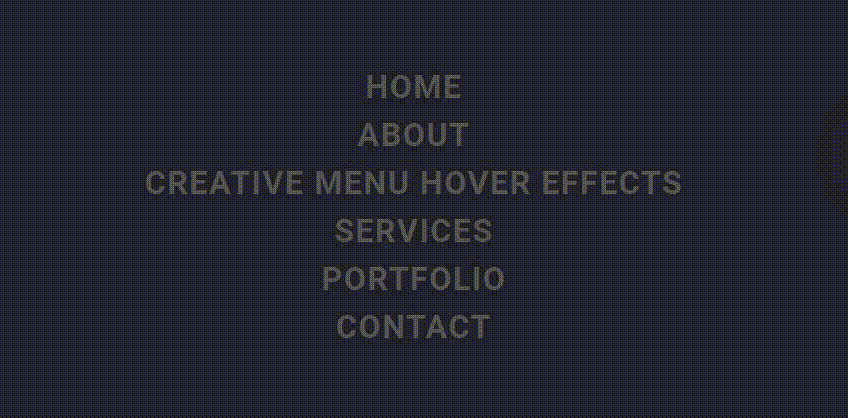 HOME
ABOUT
CREATIVE MENU HOVER EFFECTS
SERVICES
PORTFOLIO
CONTACT